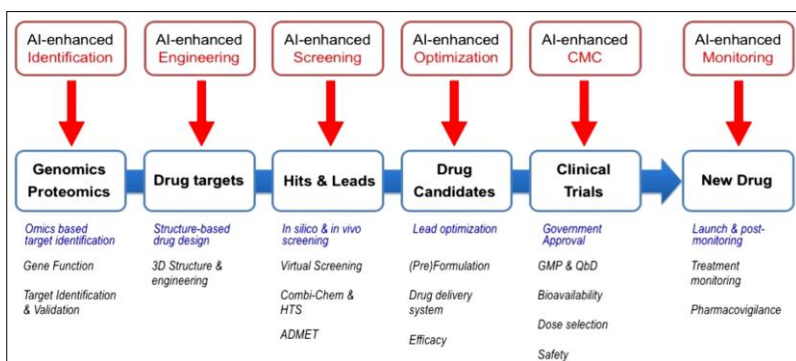 AI-enhanced
Identification
AI-enhanced
Engineering
AI-enhanced
Screening
AI-enhanced
Optimization
AI-enhanced
CMC
AI-enhanced
Monitoring
Genomics
Proteomics
Drug targets
Hits & Leads
Drug
Candidates
Clinical
Trials
New Drug
Omics based
target identification
Gene Function
Target Identification
& Validation
Structure-based
drug design
3D Structure &
engineering
In silico & in vivo
screening
Virtual Screening
Combi-Chem &
HTS
ADMET
Lead optimization
(Pre)Formulation
Drug delivery
system
Efficacy
Government
Approval
GMP & QbD
Bioavailability
Dose selection
Safety
Launch & post-
monitoring
Treatment
monitoring
Pharmacovigilance